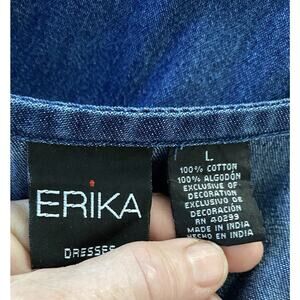 ERIKA
DRESSES
L
100% COTTON
100% ALGODÓN
EXCLUSIVE OF
DECORATION
EXCLUSIVO DE
DECORACIÓN
RN 40299
MADE IN INDIA
HECHO EN INDIA